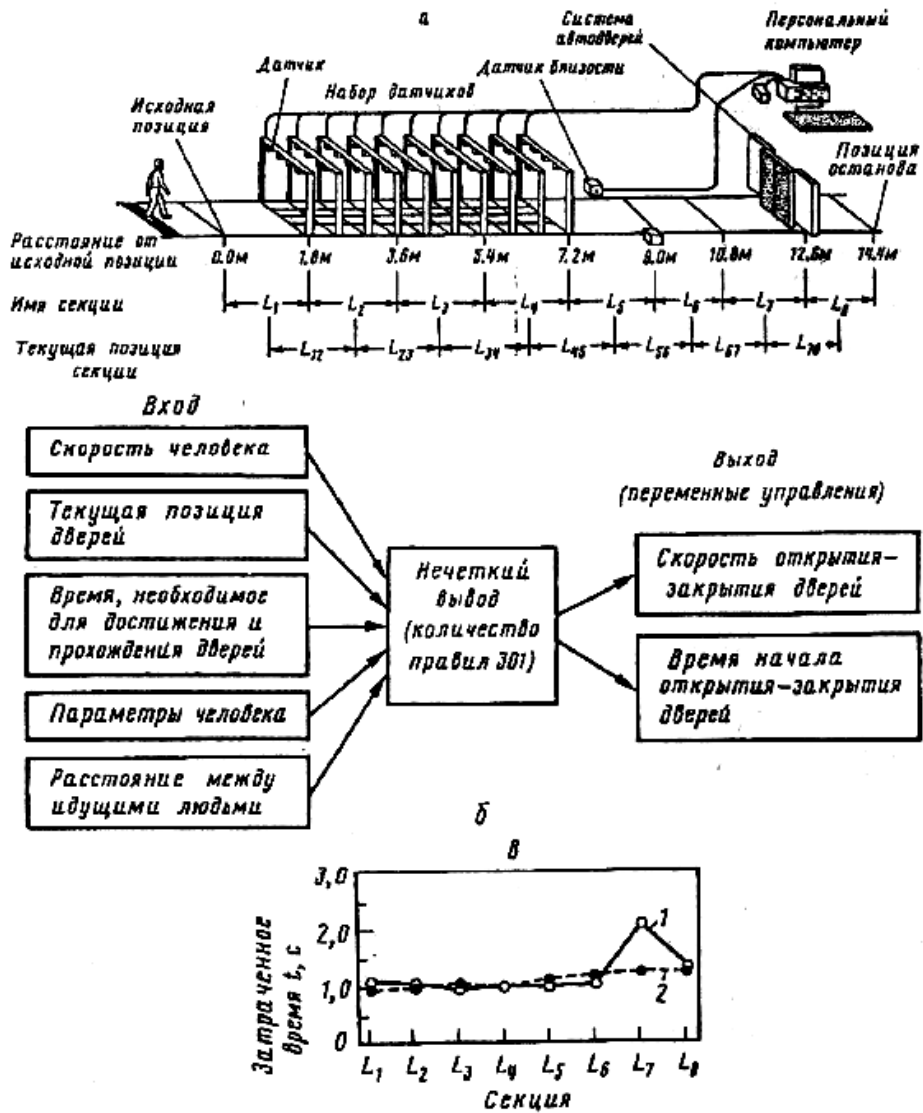 а
Система
автодверей
Персональный
компьютер
Датчик
Датчик близости
Набор датчиков
Исходная
позиция
Позиция
останова
Расстояние от
исходной позиции
0.0м 1.8м 3.6м 5.4м 7.2м 9.0м 10.8м 12.6м 14.4м
Имя секции L1 L2 L3 L4 L5 L6 L7 L8
Текущая позиция
секции
L12 L23 L34 L45 L56 L67 L78
Вход
Скорость человека
Текущая позиция
дверей
Время, необходимое
для достижения и
прохождения дверей
Параметры человека
Расстояние между
идущими людьми
Нечеткий
вывод
(количество
правил 301)
Выход
(переменные управления)
Скорость открытия–
закрытия дверей
Время начала
открытия–закрытия
дверей
б
в
Затраченное
время t, с
3,0
2,0
1,0
0
1
2
L1 L2 L3 L4 L5 L6 L7 L8
Секция